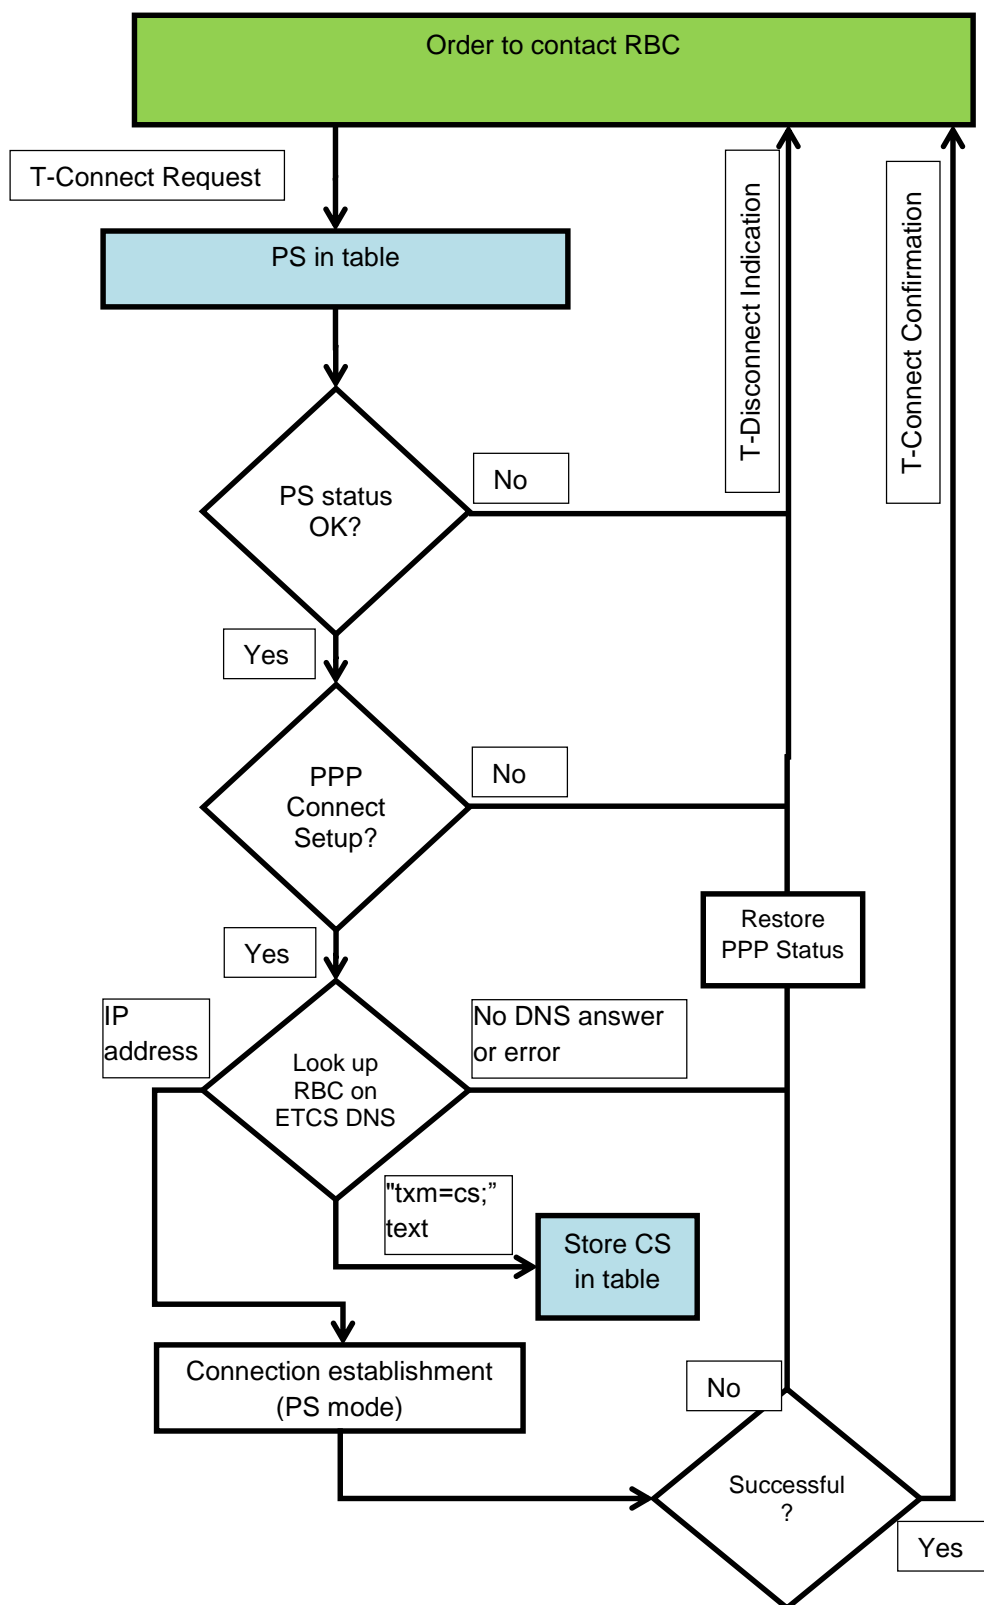 Order to contact RBC
T-Connect Request
T-Disconnect Indication
T-Connect Confirmation
PS in table
PS status
OK?
No
Yes
PPP
Connect
Setup?
No
Restore
PPP Status
Yes
IP
address
Look up
RBC on
ETCS DNS
No DNS answer
or error
"txm=cs;”
text
Store CS
in table
Connection establishment
(PS mode)
No
Successful
?
Yes